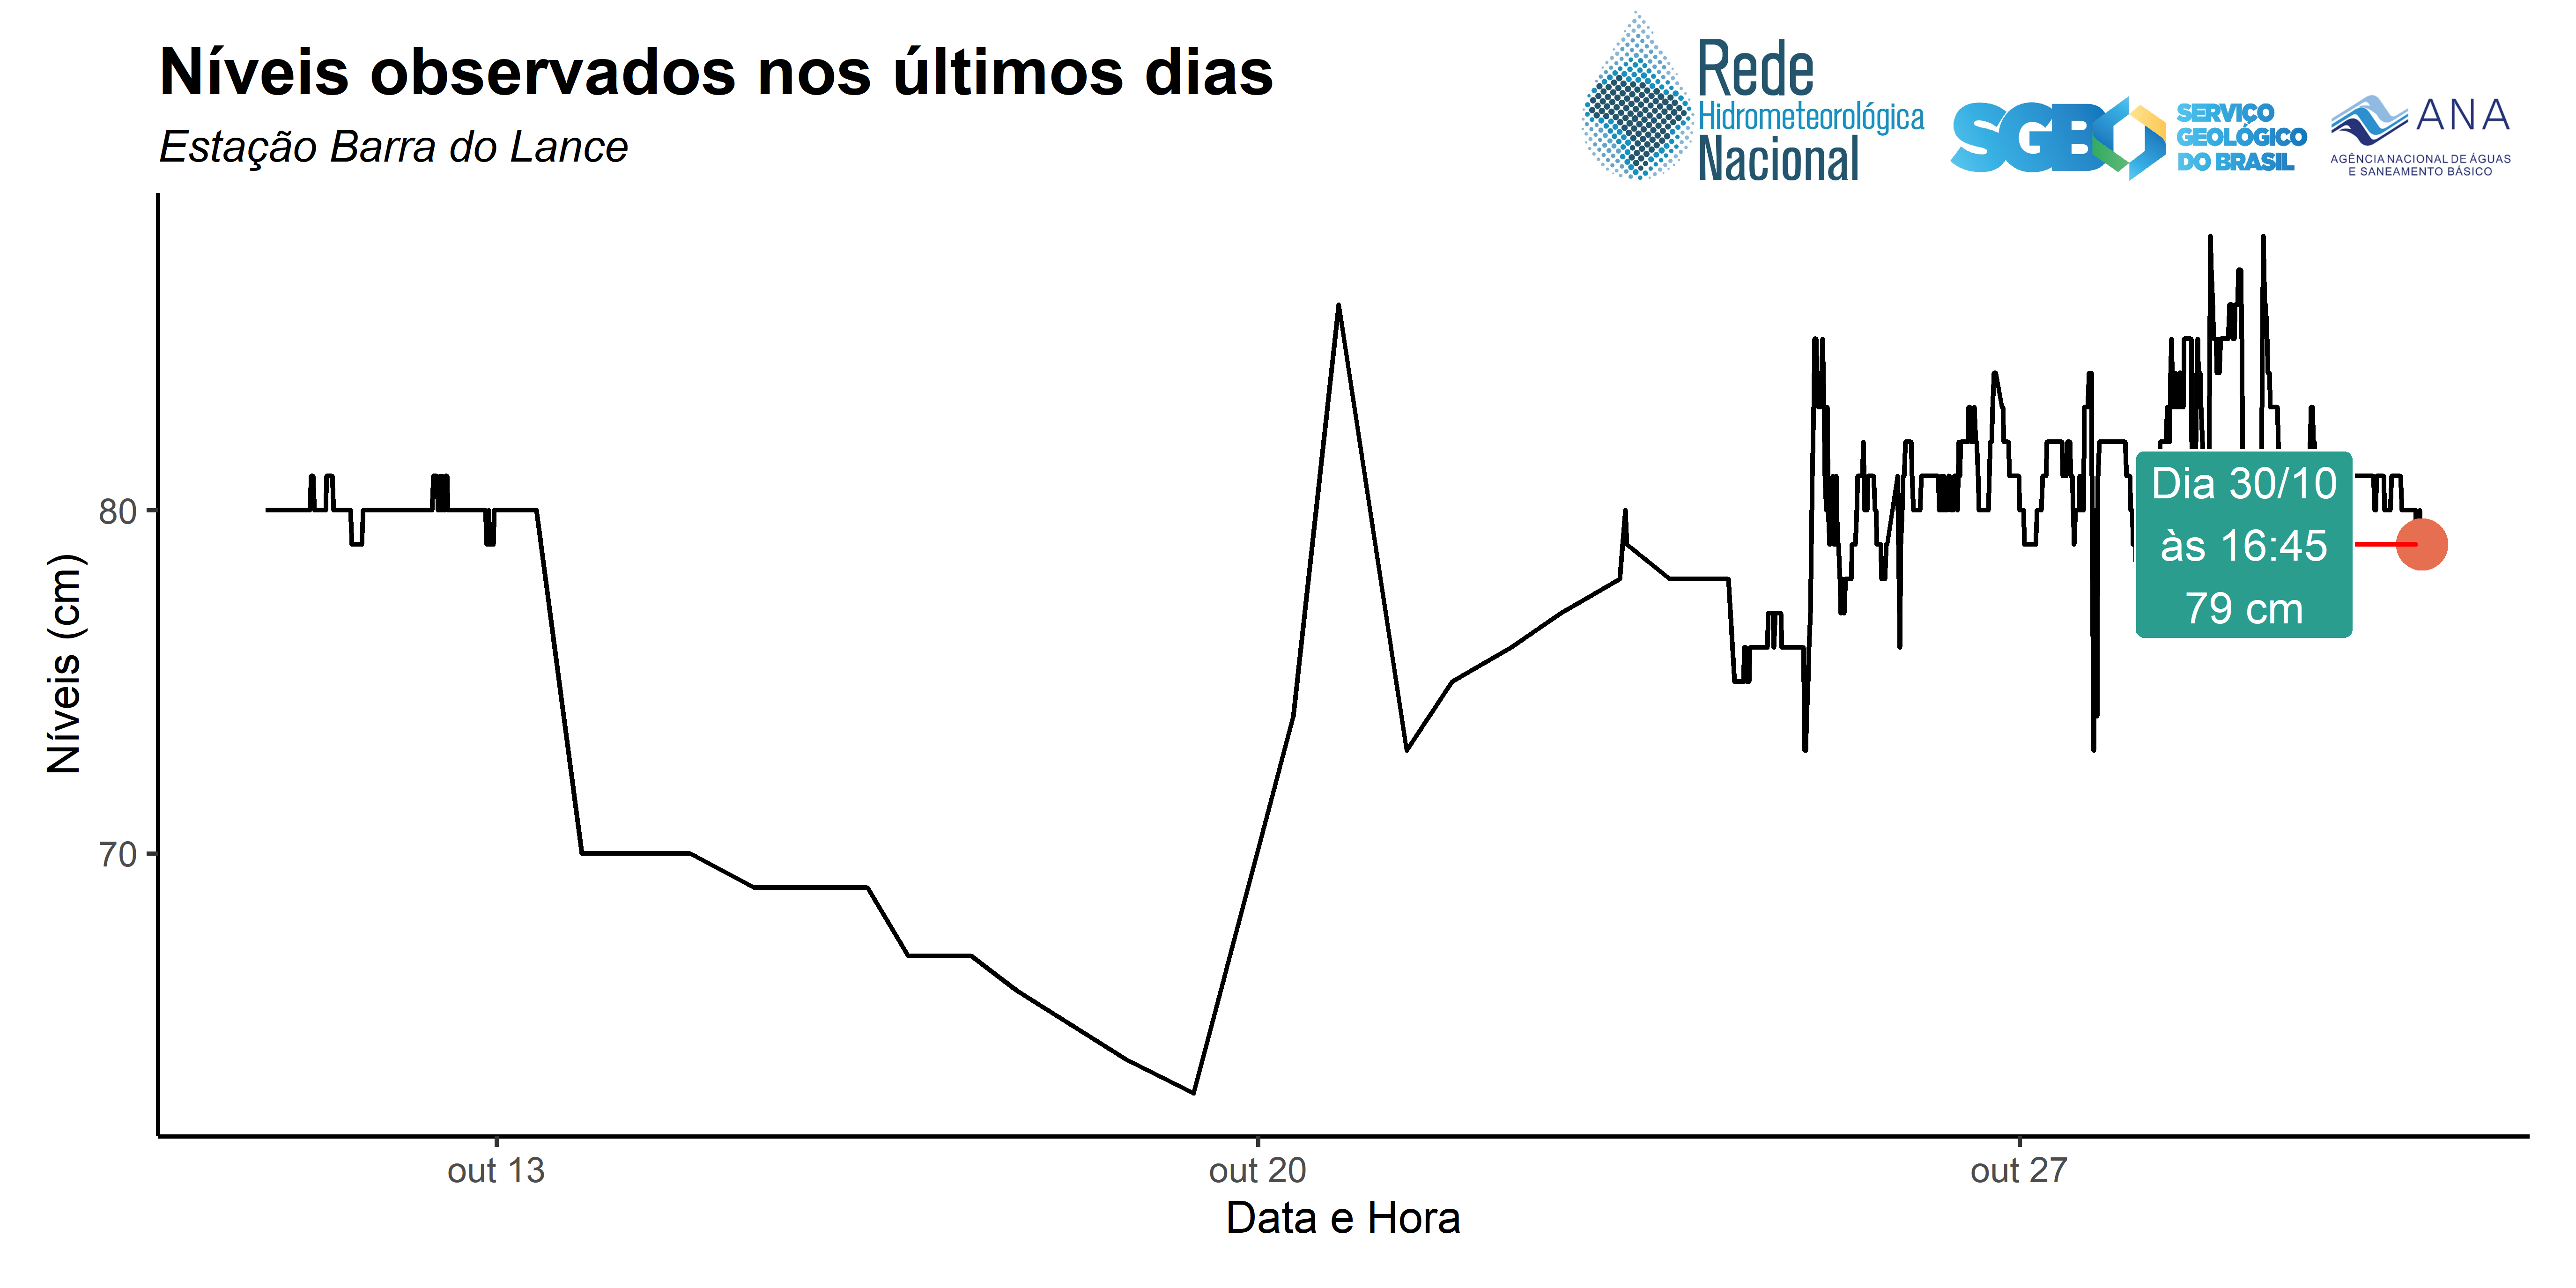 Níveis observados nos últimos dias
Estação Barra do Lance
Rede
Hidrometeorológica
Nacional
SGB
SERVIÇO
GEOLÓGICO
DO BRASIL
ANA
AGÊNCIA NACIONAL DE ÁGUAS
E SANEAMENTO BÁSICO
Níveis (cm)
80
70
Dia 30/10
às 16:45
79 cm
out 13
out 20
out 27
Data e Hora